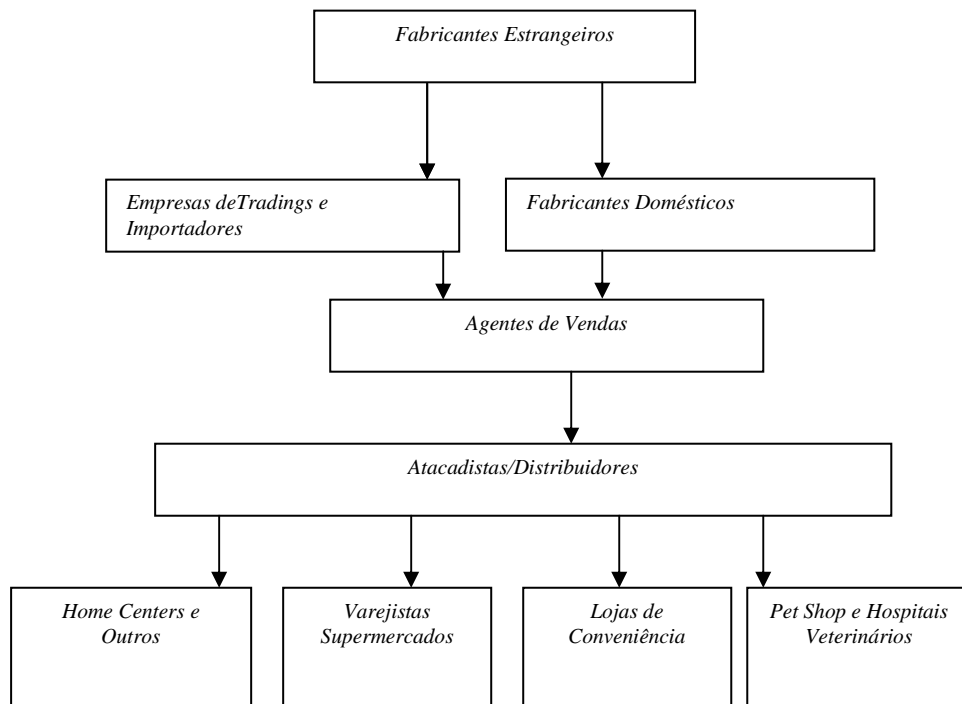 Fabricantes Estrangeiros
Empresas deTradings e
Importadores
Fabricantes Domésticos
Agentes de Vendas
Atacadistas/Distribuidores
Home Centers e
Outros
Varejistas
Supermercados
Lojas de
Conveniência
Pet Shop e Hospitais
Veterinários